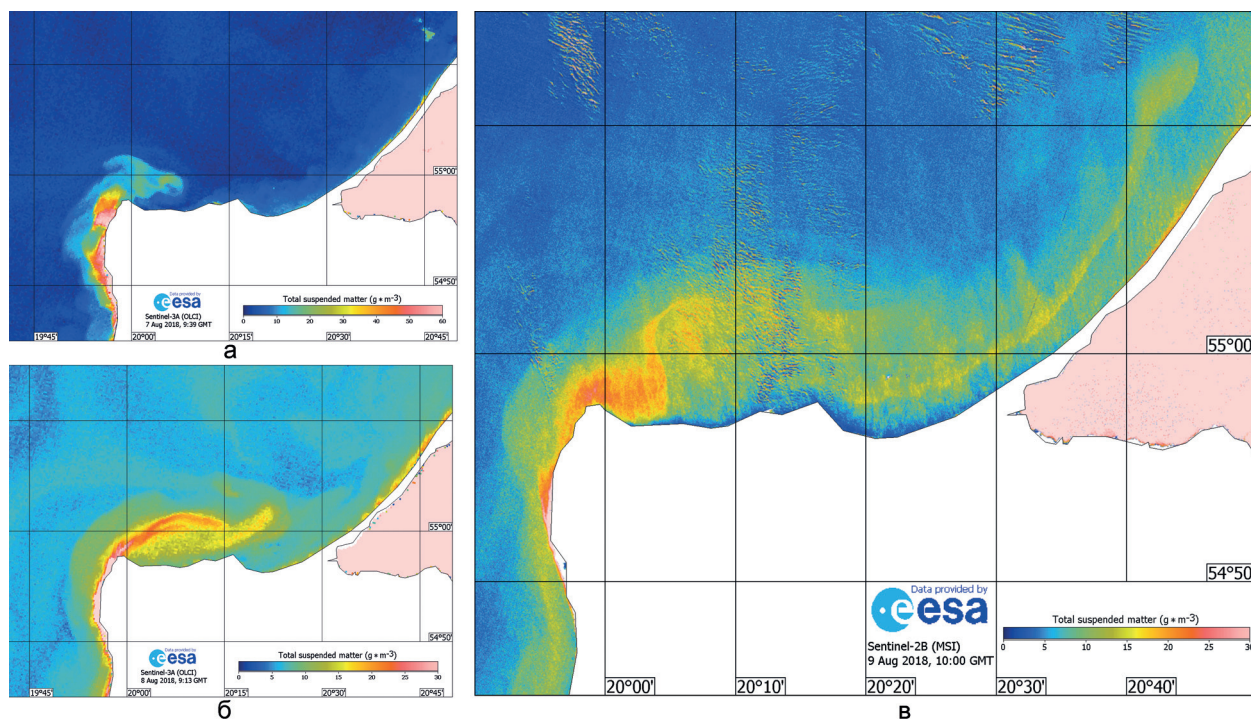 55°00'
54°50'
Data provided by
esa
Sentinel-3A (OLCI)
7 Aug 2018, 9:39 GMT
Total suspended matter (g * m⁻³)
0 10 20 30 40 50 60
19°45' 20°00' 20°15' 20°30' 20°45'
а
55°00'
54°50'
Data provided by
esa
Sentinel-3A (OLCI)
8 Aug 2018, 9:13 GMT
Total suspended matter (g * m⁻³)
0 5 10 15 20 25 30
19°45' 20°00' 20°15' 20°30' 20°45'
б
55°00'
54°50'
Data provided by
esa
Sentinel-2B (MSI)
9 Aug 2018, 10:00 GMT
Total suspended matter (g * m⁻³)
0 5 10 15 20 25 30
20°00' 20°10' 20°20' 20°30' 20°40'
в